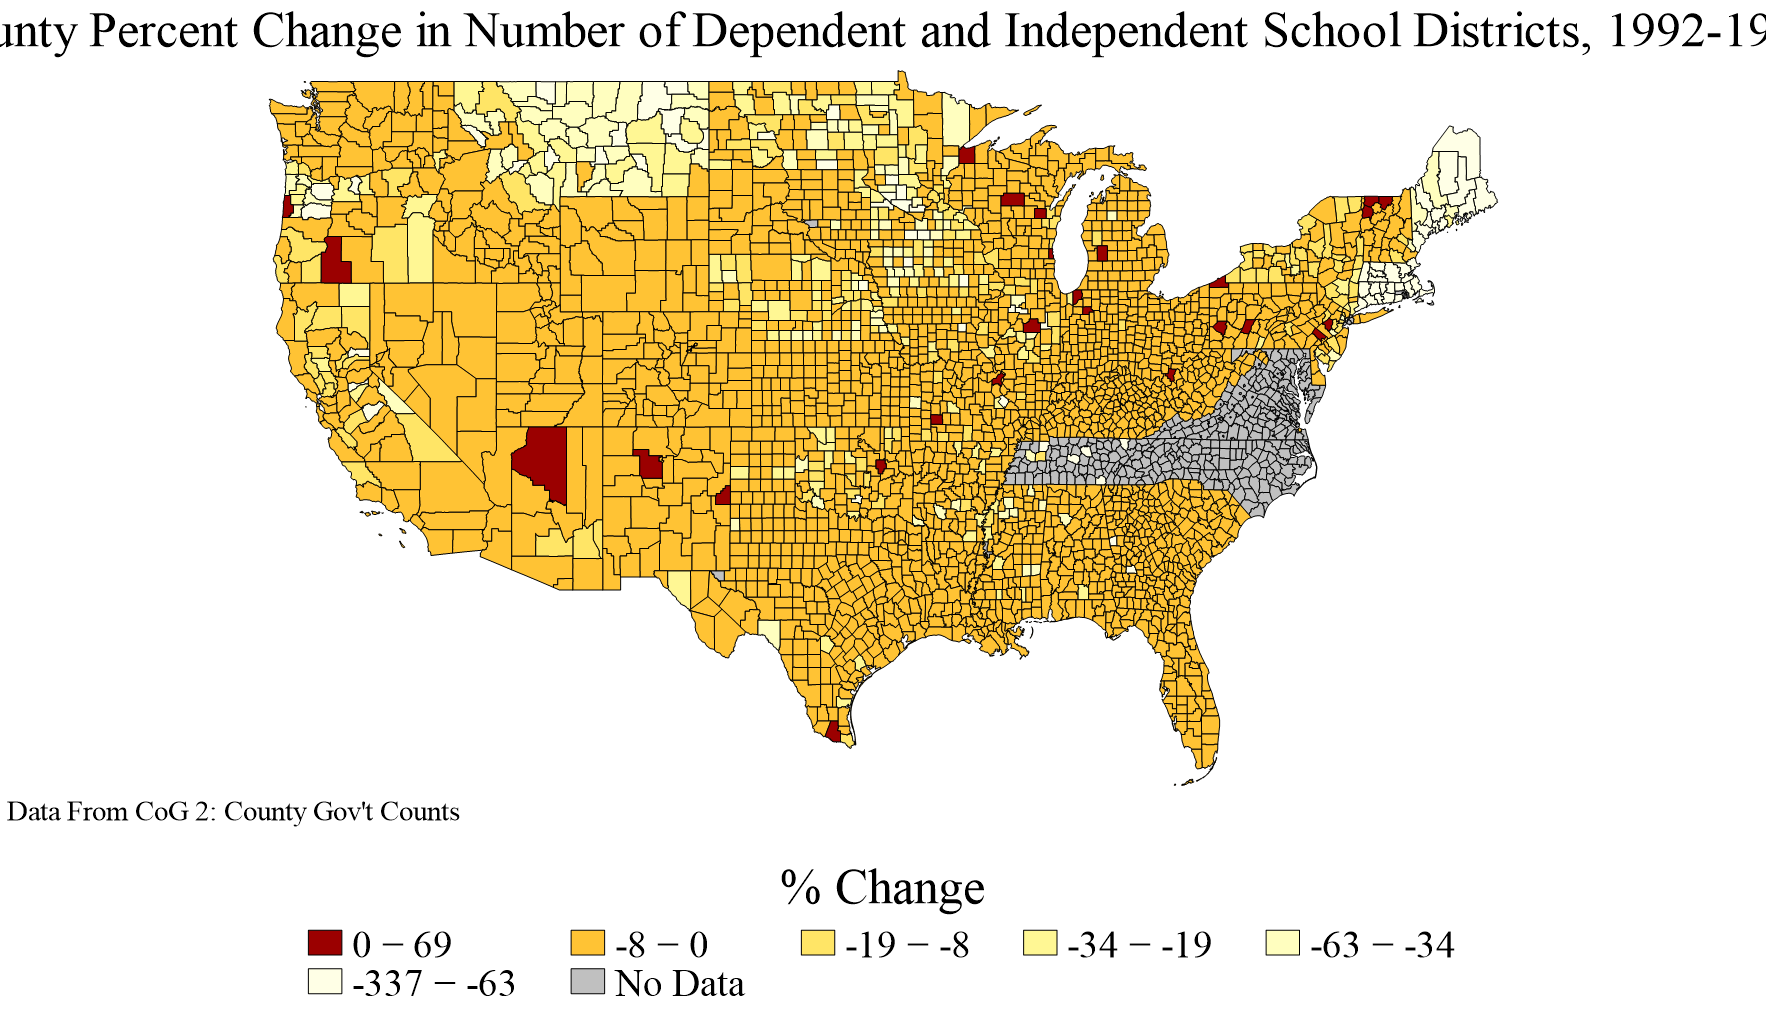 unty Percent Change in Number of Dependent and Independent School Districts, 1992-19
Data From CoG 2: County Gov't Counts
% Change
0 − 69
-8 − 0
-19 − -8
-34 − -19
-63 − -34
-337 − -63
No Data